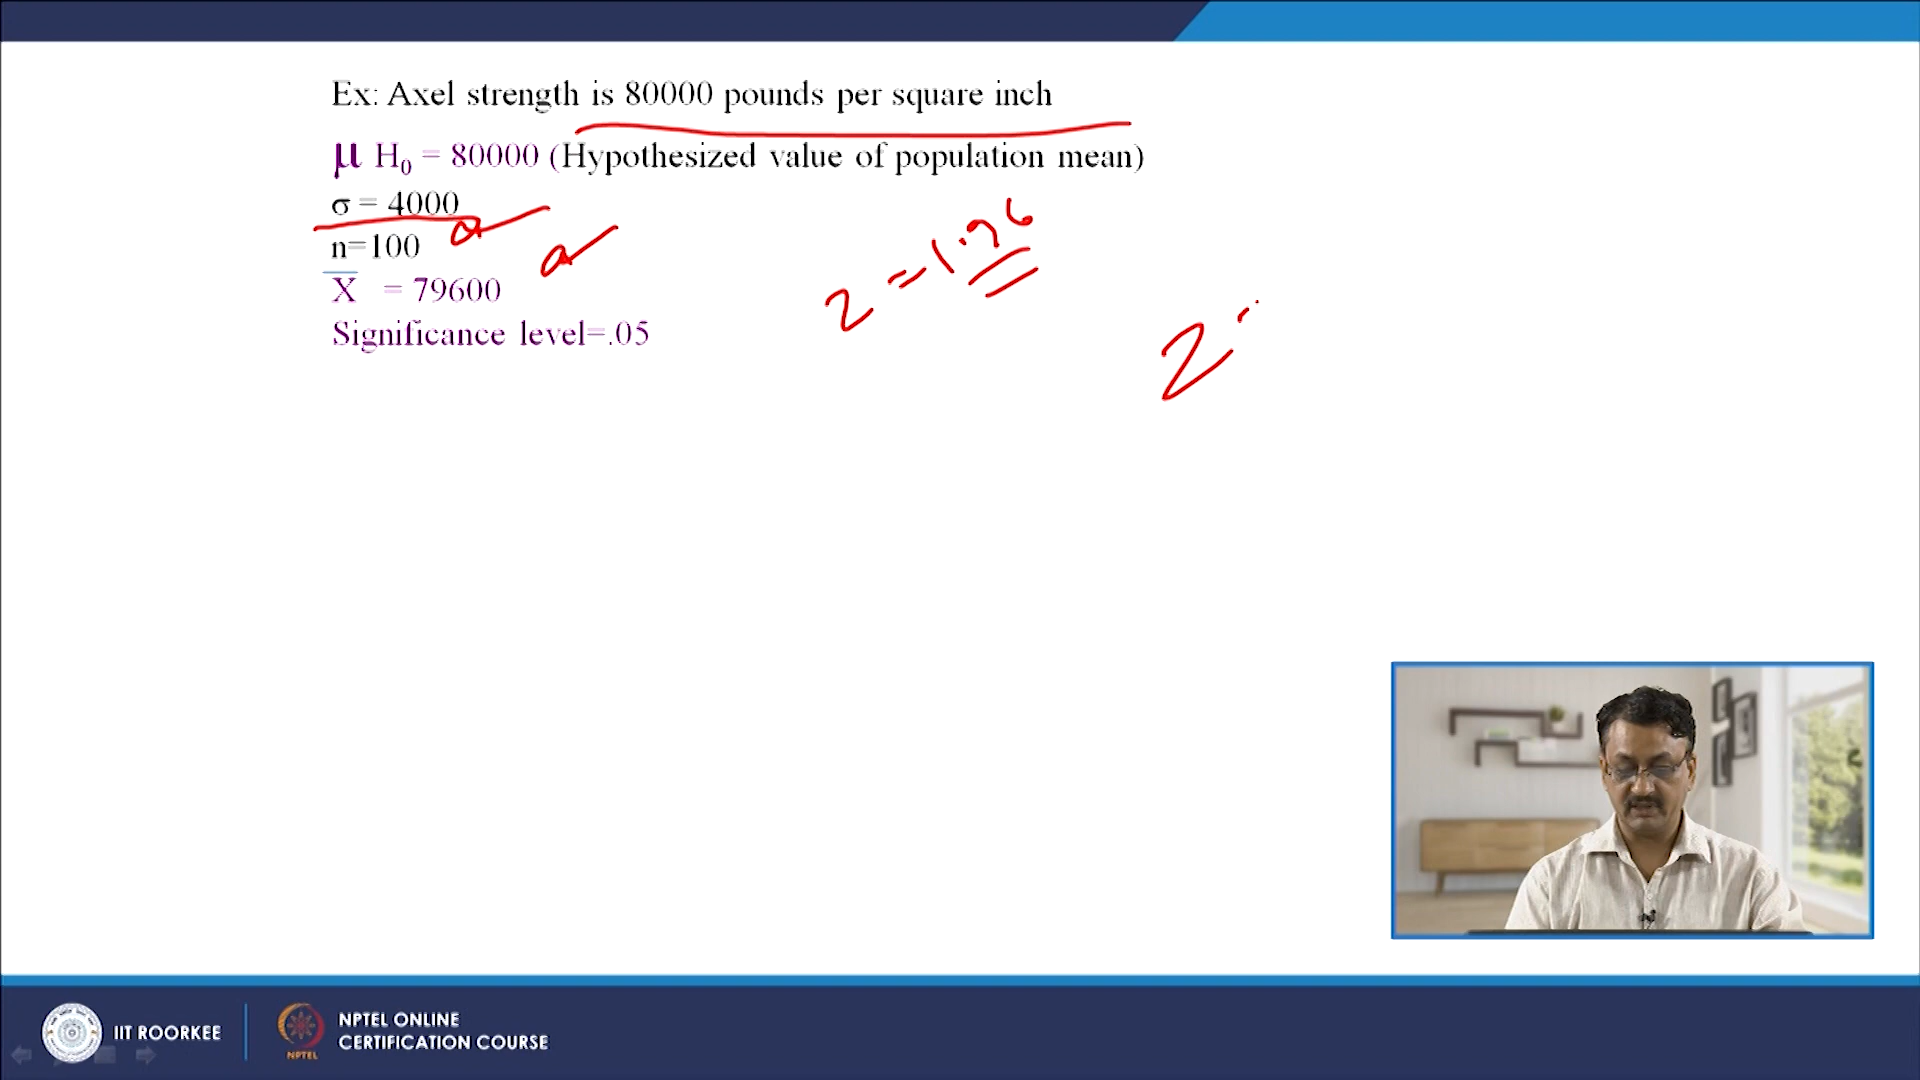 Ex: Axel strength is 80000 pounds per square inch
μ H₀ = 80000 (Hypothesized value of population mean)
σ = 4000
n=100
X̅ = 79600
Significance level=.05
z = 1.96
z
IIT ROORKEE
NPTEL
NPTEL ONLINE
CERTIFICATION COURSE